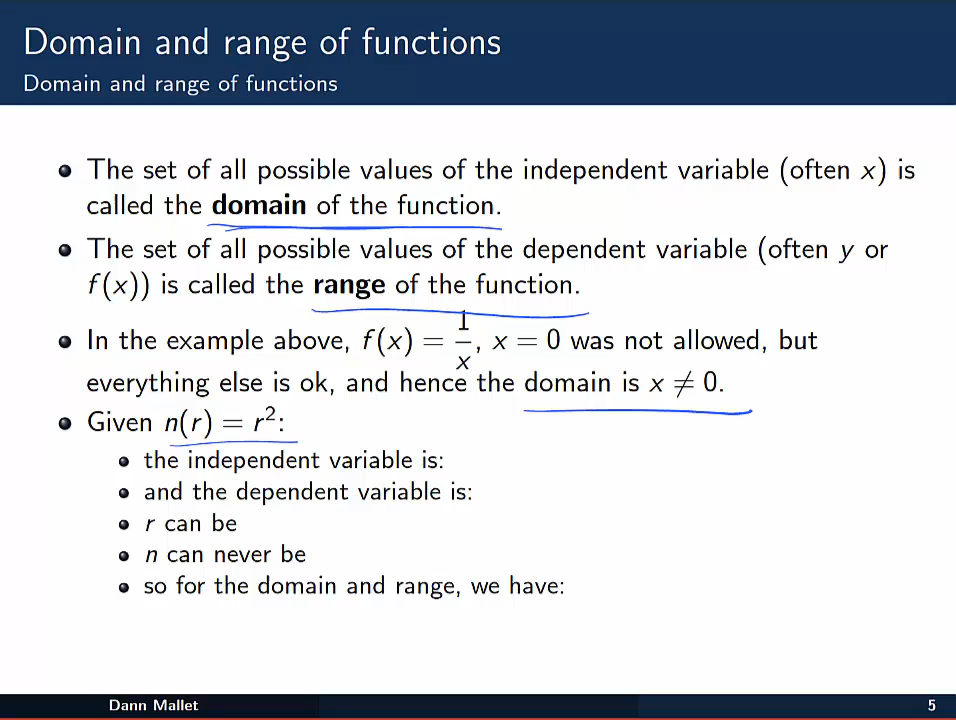 Domain and range of functions
Domain and range of functions
The set of all possible values of the independent variable (often x) is
called the domain of the function.
The set of all possible values of the dependent variable (often y or
f(x)) is called the range of the function.
In the example above, f(x) = 1/x, x = 0 was not allowed, but
everything else is ok, and hence the domain is x ≠ 0.
Given n(r) = r²:
the independent variable is:
and the dependent variable is:
r can be
n can never be
so for the domain and range, we have:
Dann Mallet 5